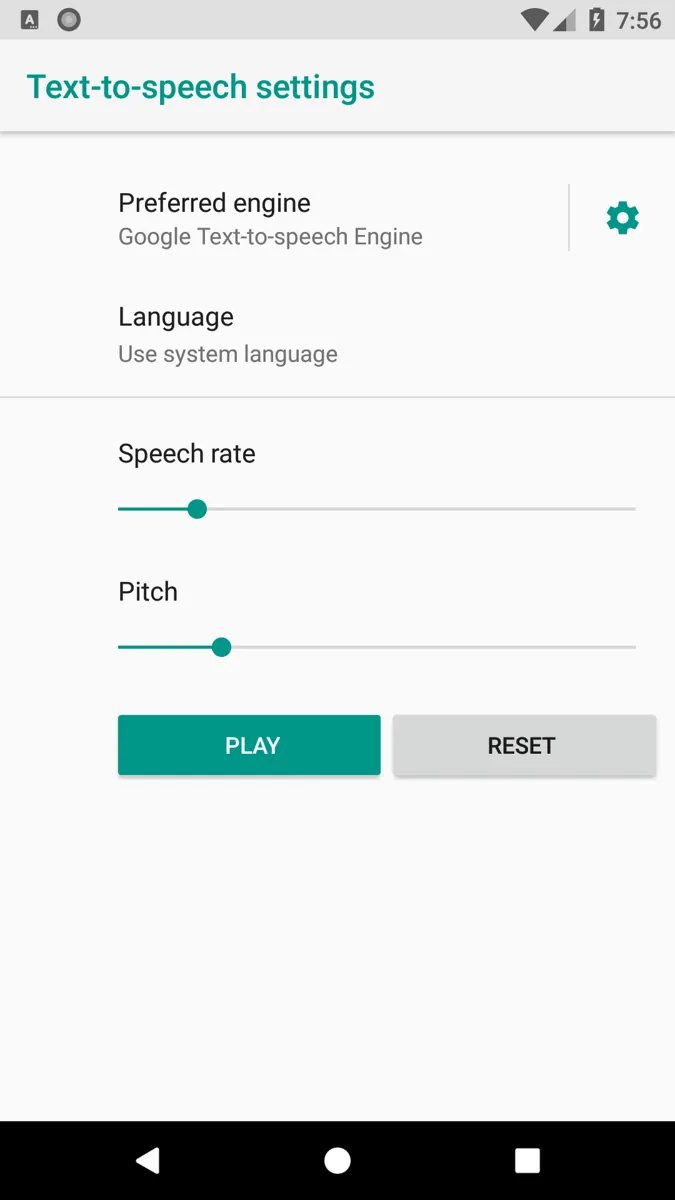 7:56
Text-to-speech settings
Preferred engine
Google Text-to-speech Engine
Language
Use system language
Speech rate
Pitch
PLAY
RESET